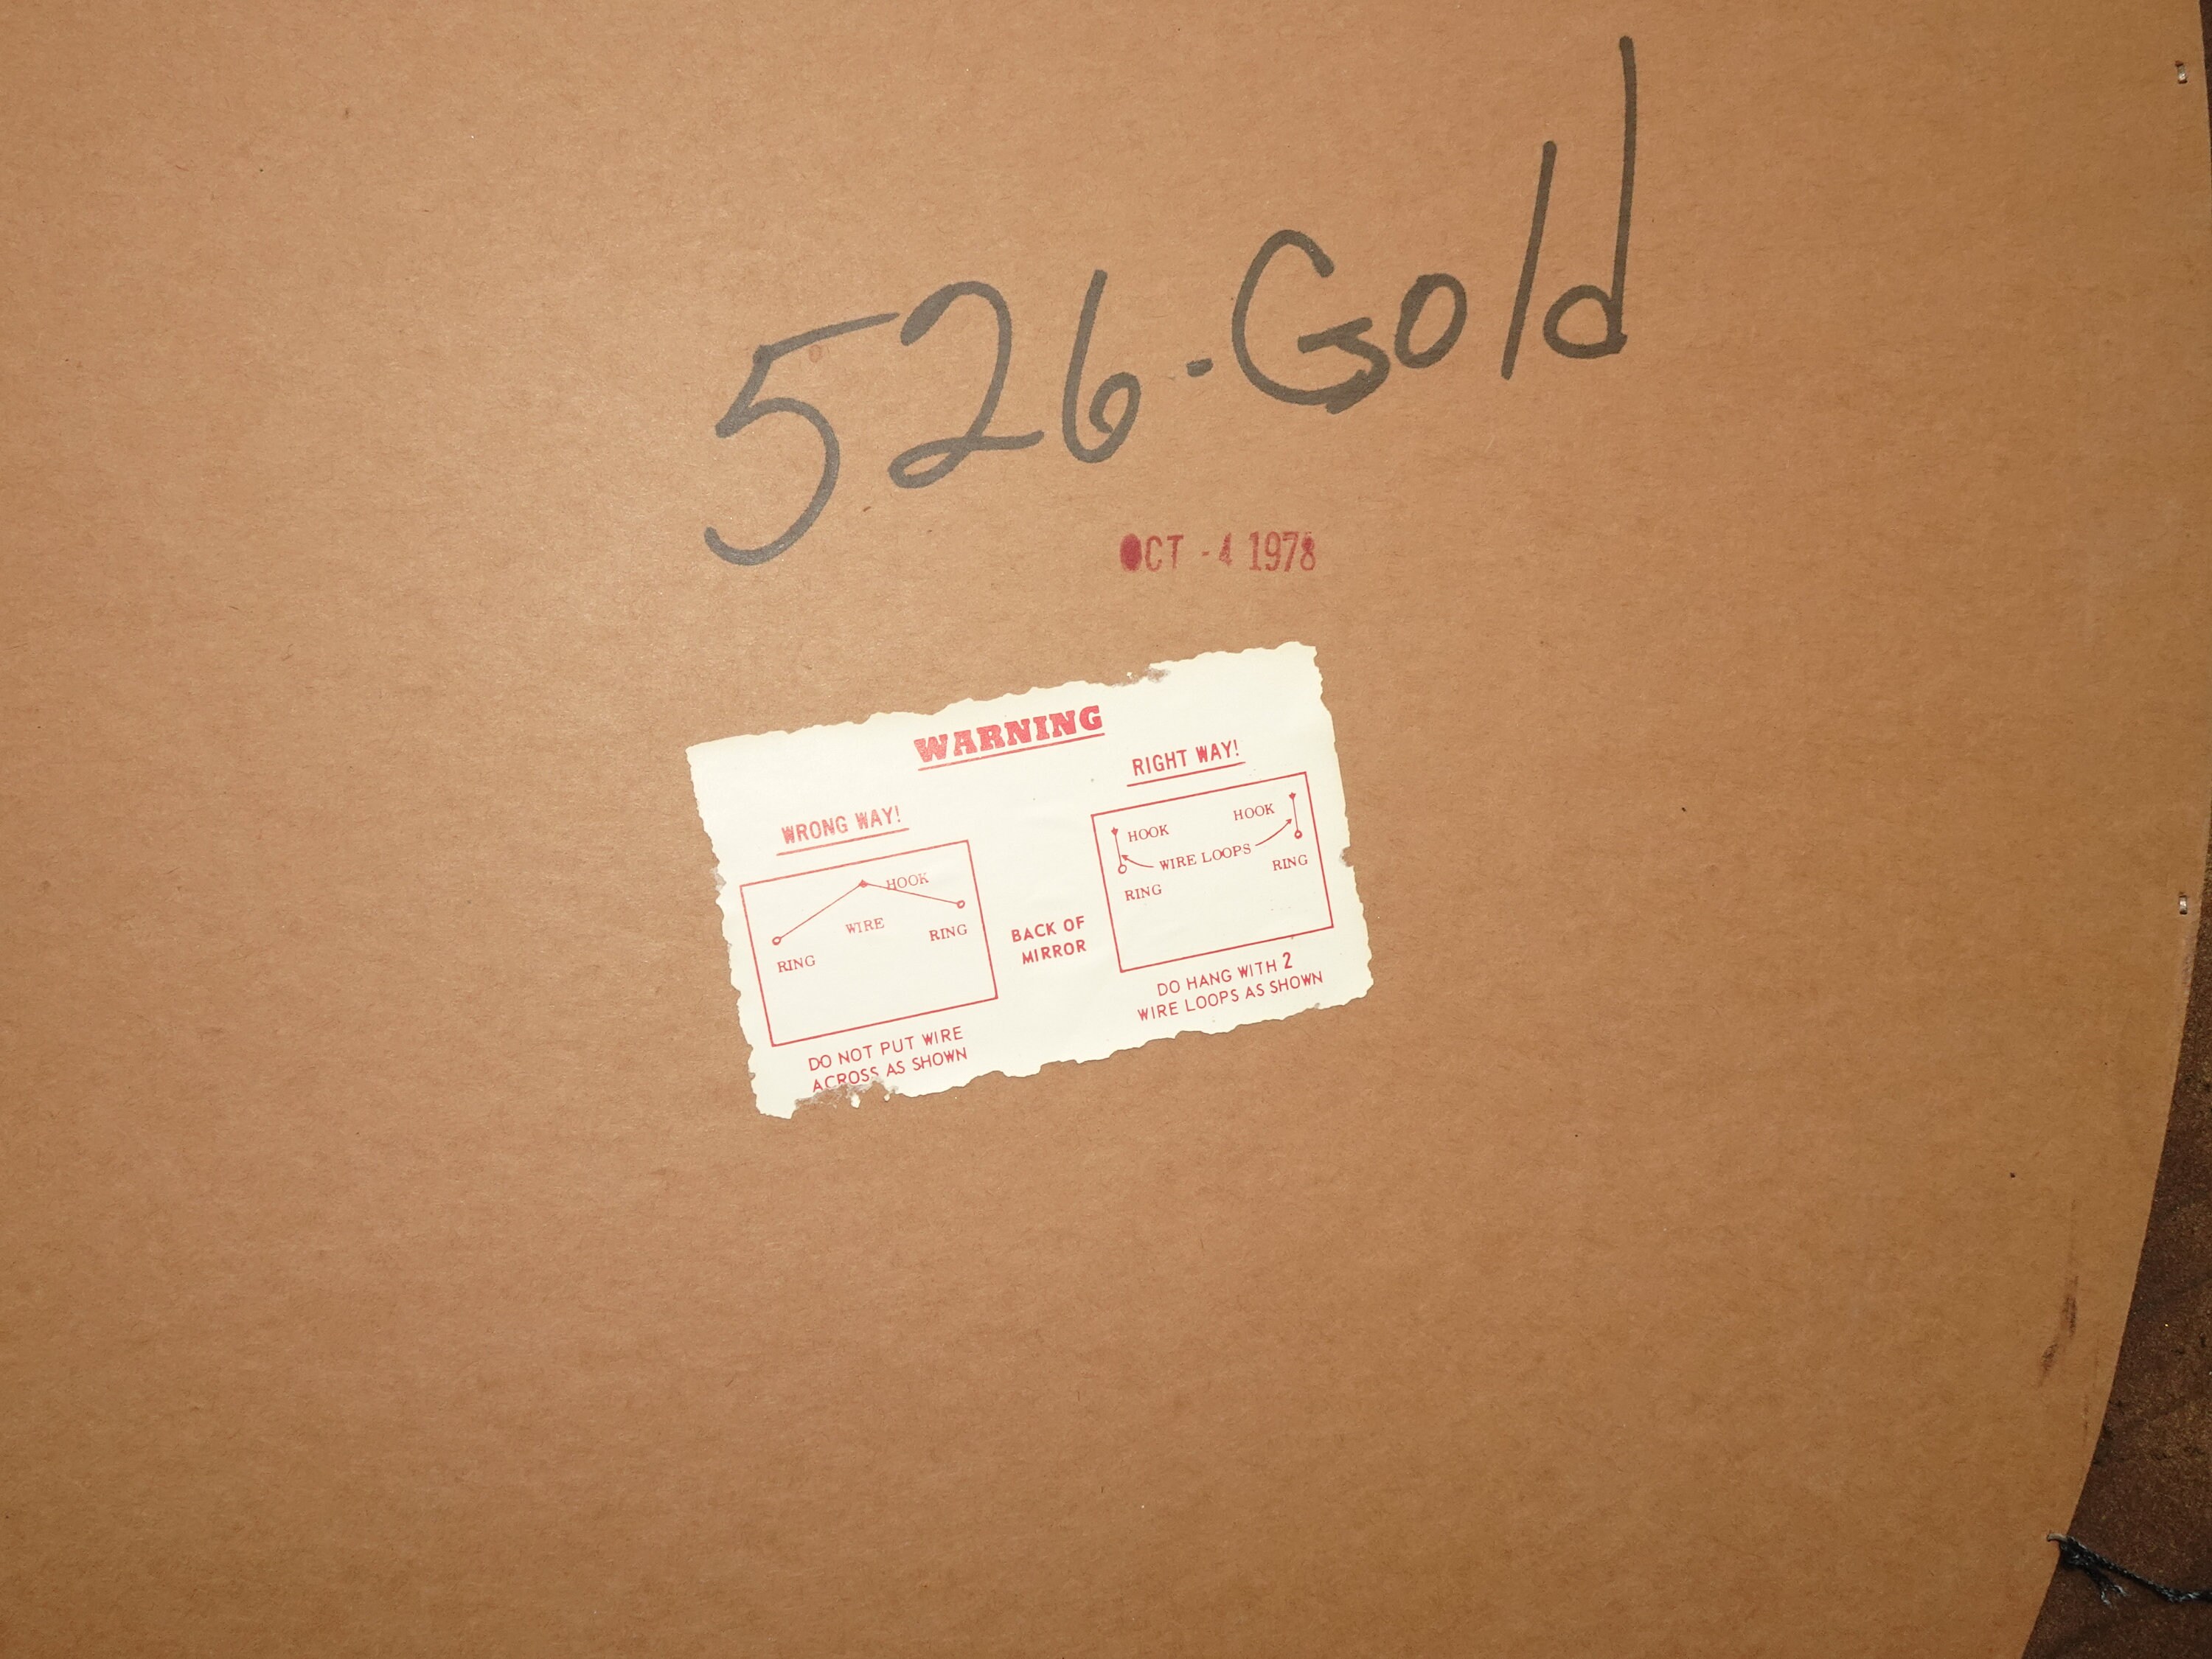 526-Gold
OCT - 4 1978
WARNING
WRONG WAY!
HOOK
WIRE
RING
RING
DO NOT PUT WIRE
ACROSS AS SHOWN
BACK OF
MIRROR
RIGHT WAY!
HOOK
HOOK
WIRE LOOPS
RING
RING
DO HANG WITH 2
WIRE LOOPS AS SHOWN